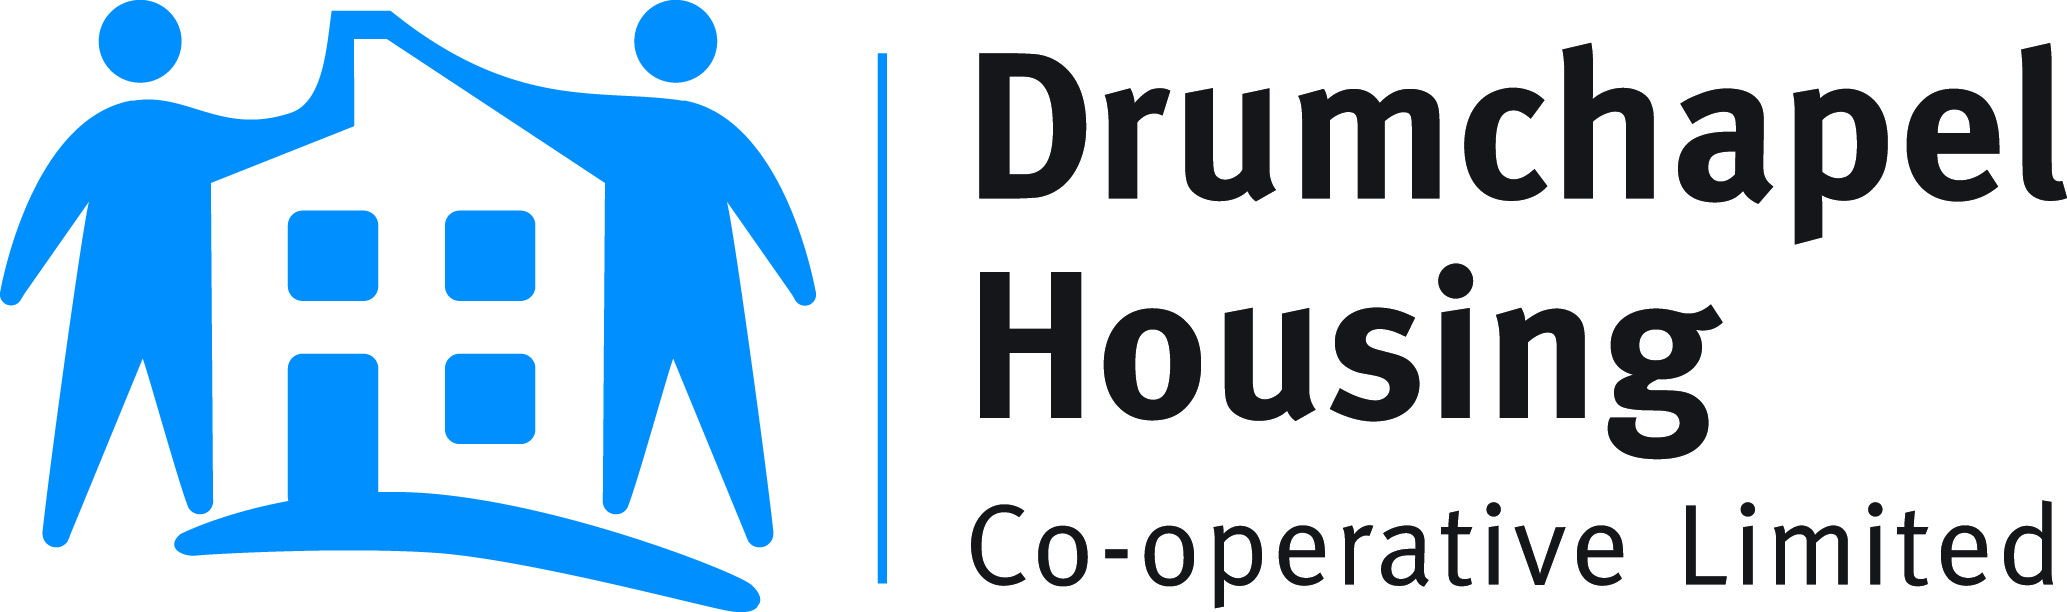 Drumchapel
Housing
Co-operative Limited